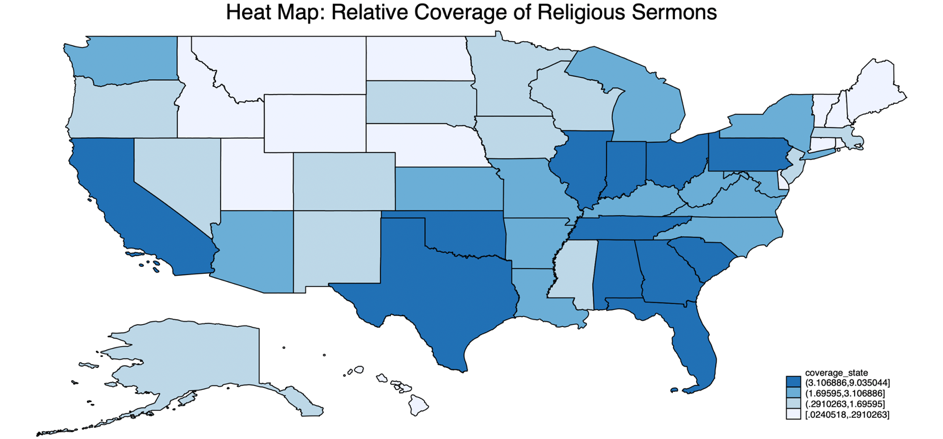 Heat Map: Relative Coverage of Religious Sermons
coverage_state
(3.106886,9.035044]
(1.69595,3.106886]
(.2910263,1.69595]
[.0240518,.2910263]